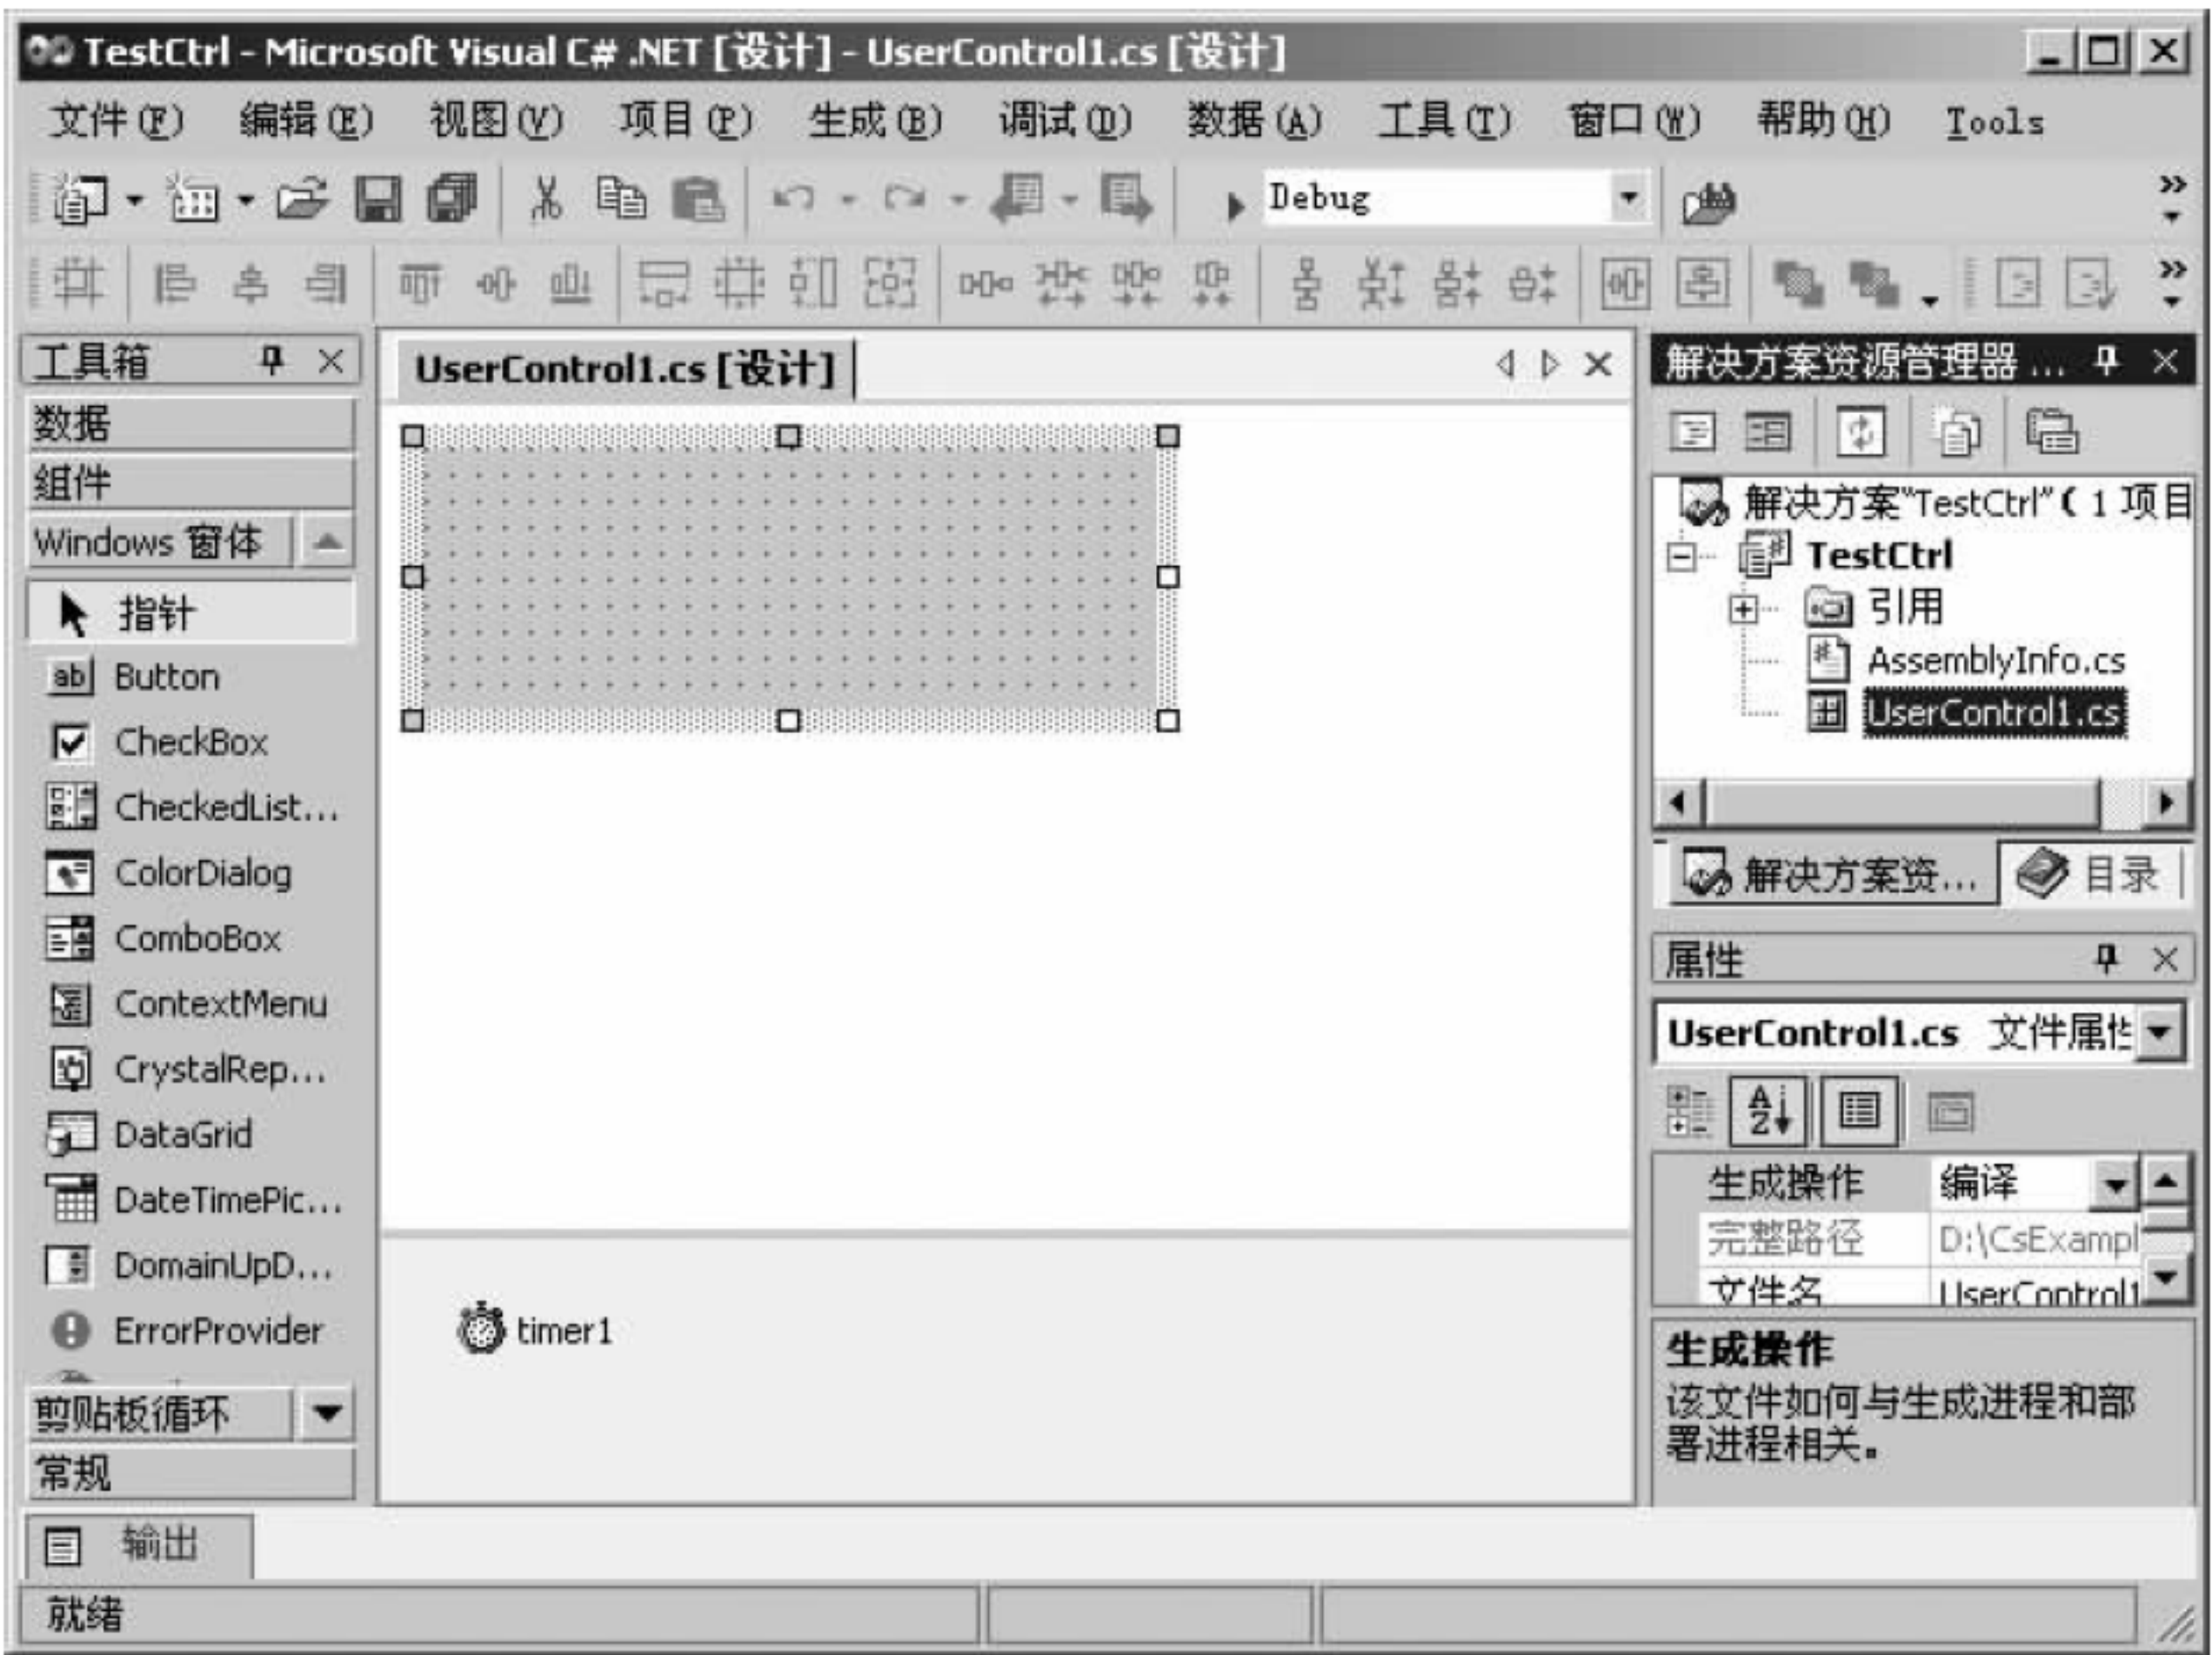 TestCtrl - Microsoft Visual C# .NET [设计] - UserControl1.cs [设计]
文件(F) 编辑(E) 视图(V) 项目(P) 生成(B) 调试(D) 数据(A) 工具(T) 窗口(W) 帮助(H) Tools
Debug
工具箱
数据
组件
Windows 窗体
指针
Button
CheckBox
CheckedList...
ColorDialog
ComboBox
ContextMenu
CrystalRep...
DataGrid
DateTimePic...
DomainUpD...
ErrorProvider
剪贴板循环
常规
UserControl1.cs [设计]
timer1
解决方案资源管理器 ...
解决方案"TestCtrl"( 1 项目
TestCtrl
引用
AssemblyInfo.cs
UserControl1.cs
解决方案资... 目录
属性
UserControl1.cs 文件属性
生成操作 编译
完整路径 D:\CsExampl
文件名 UserControl1
生成操作
该文件如何与生成进程和部
署进程相关。
输出
就绪